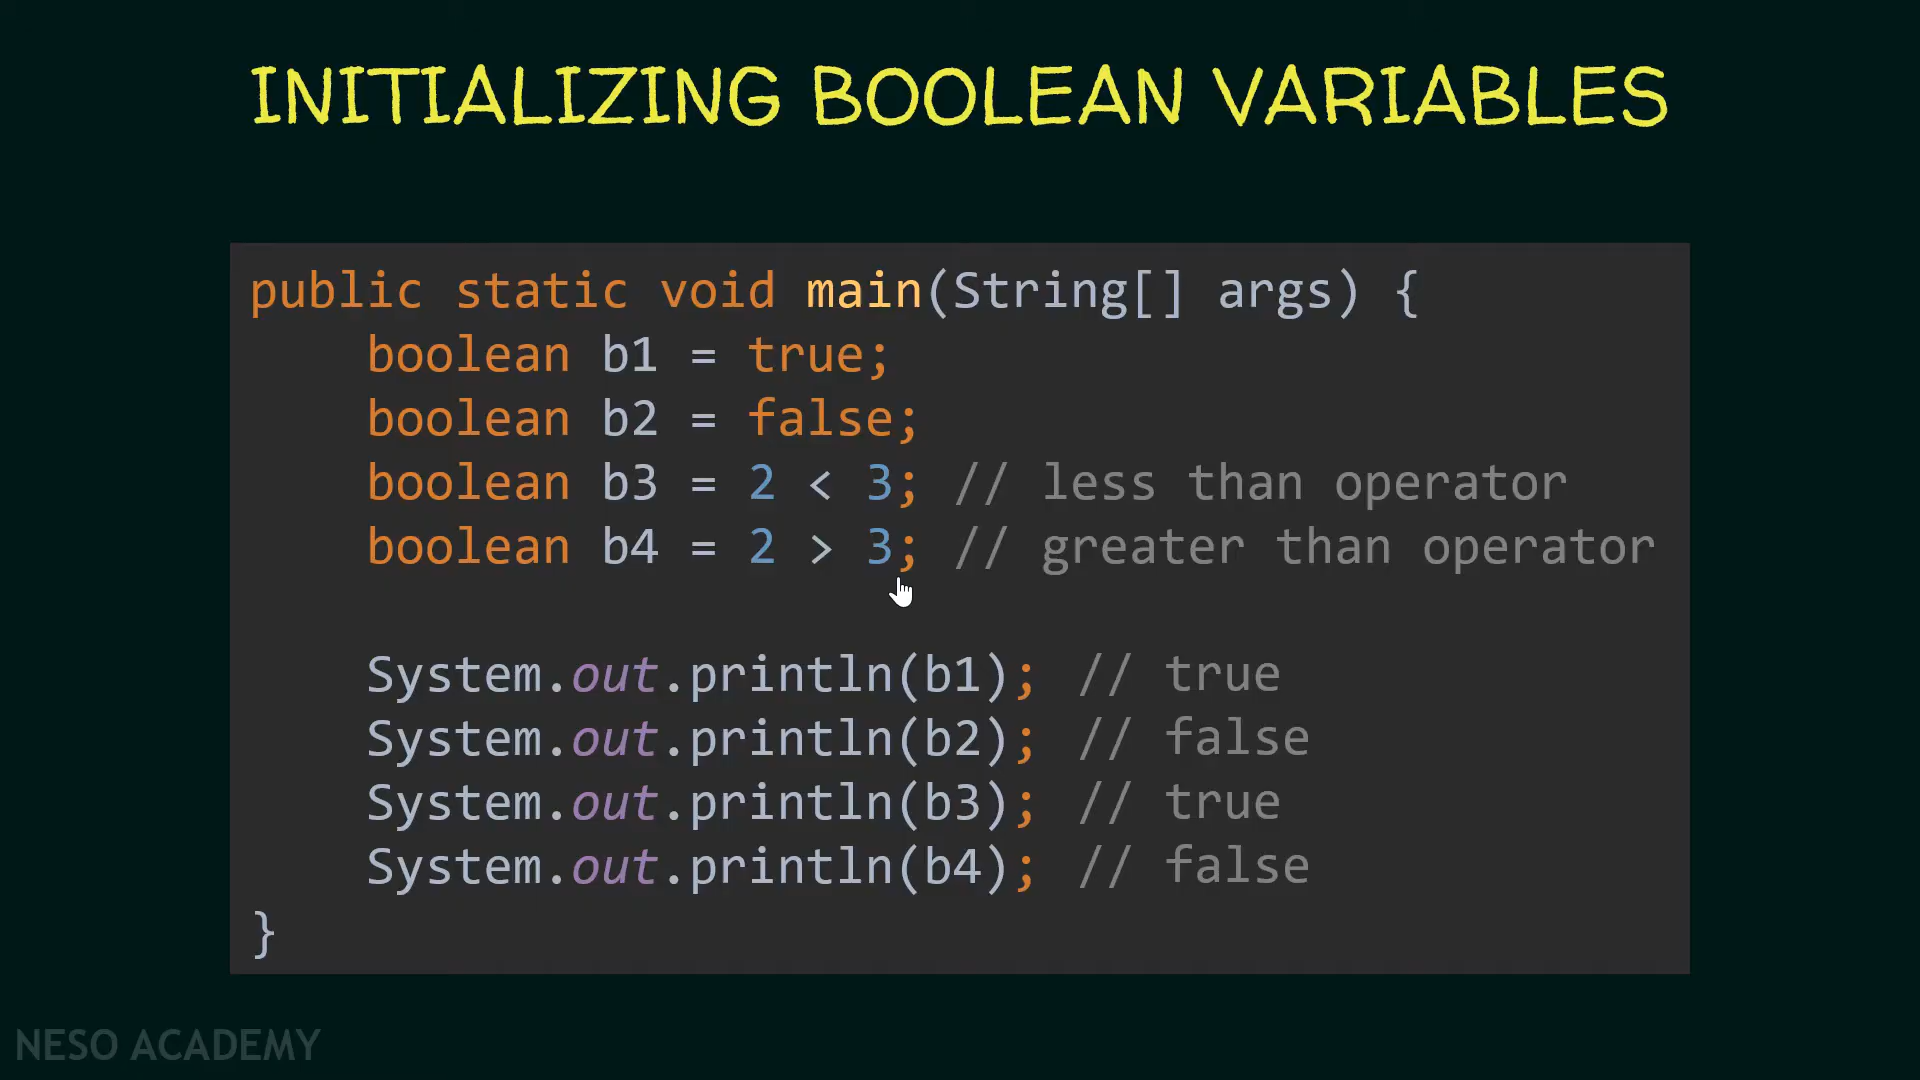 INITIALIZING BOOLEAN VARIABLES
public static void main(String[] args) {
    boolean b1 = true;
    boolean b2 = false;
    boolean b3 = 2 < 3; // less than operator
    boolean b4 = 2 > 3; // greater than operator
    System.out.println(b1); // true
    System.out.println(b2); // false
    System.out.println(b3); // true
    System.out.println(b4); // false
}
NESO ACADEMY